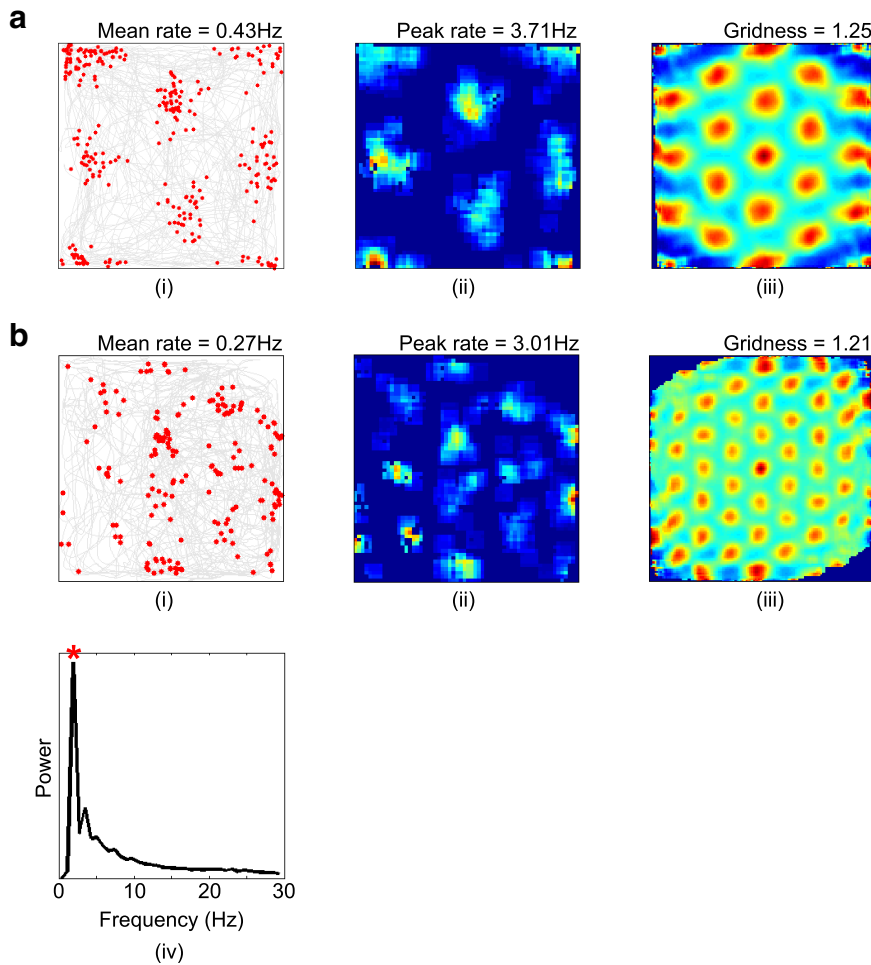 a
Mean rate = 0.43Hz
Peak rate = 3.71Hz
Gridness = 1.25
(i)
(ii)
(iii)
b
Mean rate = 0.27Hz
Peak rate = 3.01Hz
Gridness = 1.21
(i)
(ii)
(iii)
*
Power
0
10
20
30
Frequency (Hz)
(iv)